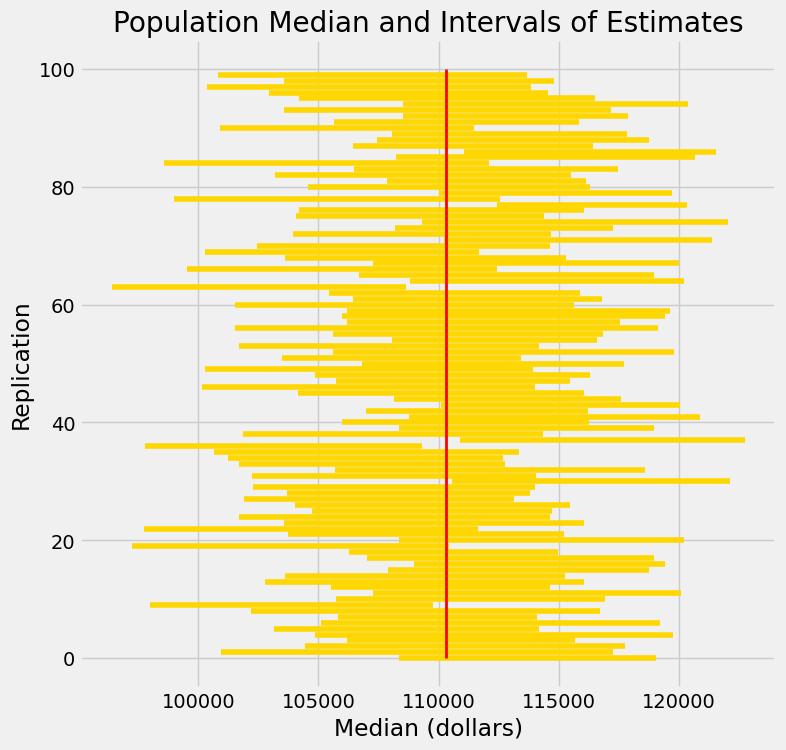 Population Median and Intervals of Estimates
100
80
60
40
20
0
Replication
100000 105000 110000 115000 120000
Median (dollars)